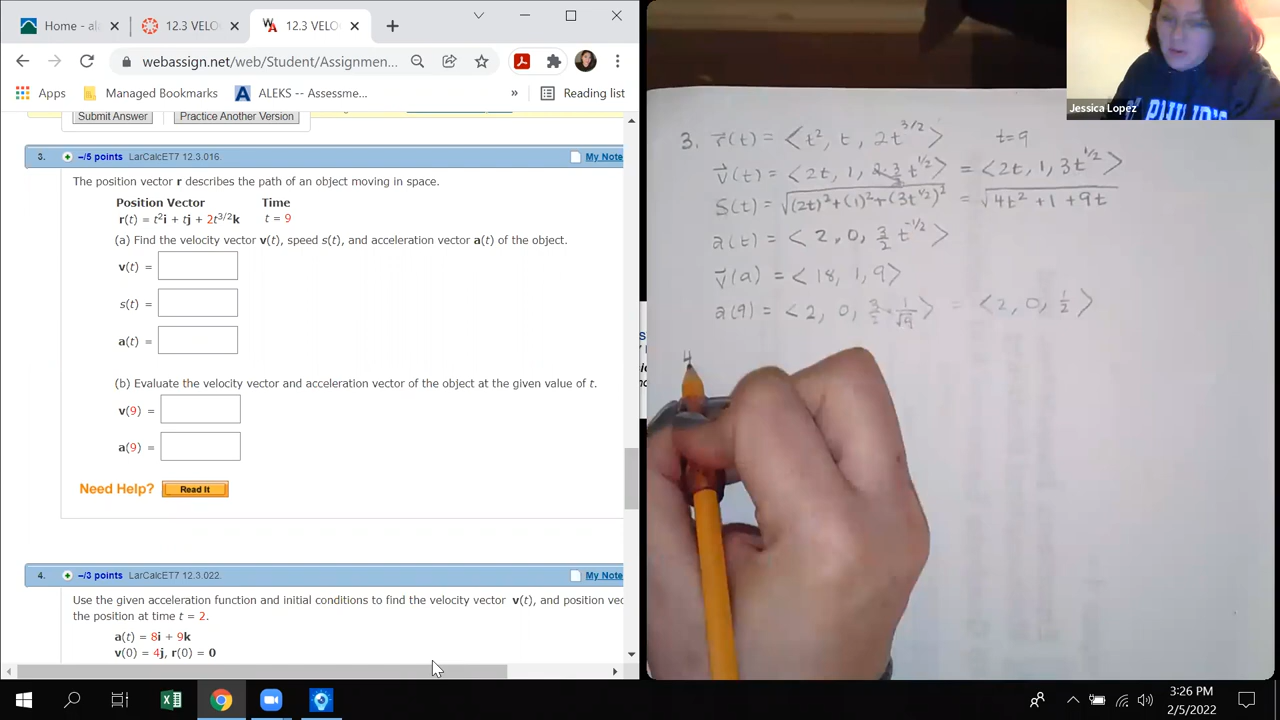 Home - al
12.3 VELO
12.3 VELO
webassign.net/web/Student/Assignmen...
Apps
Managed Bookmarks
ALEKS -- Assessme...
»
Reading list
Submit Answer
Practice Another Version
3.
–/5 points
LarCalcET7 12.3.016.
My Note
The position vector r describes the path of an object moving in space.
Position Vector Time
r(t) = t²i + tj + 2t^{3/2}k t = 9
(a) Find the velocity vector v(t), speed s(t), and acceleration vector a(t) of the object.
v(t) =
s(t) =
a(t) =
(b) Evaluate the velocity vector and acceleration vector of the object at the given value of t.
v(9) =
a(9) =
Need Help? Read It
4.
–/3 points
LarCalcET7 12.3.022.
My Note
Use the given acceleration function and initial conditions to find the velocity vector v(t), and position vec
the position at time t = 2.
a(t) = 8i + 9k
v(0) = 4j, r(0) = 0
3. r⃗(t) = <t², t, 2t^{3/2}> t=9
v⃗(t) = <2t, 1, 2·3/2 t^{1/2}> = <2t, 1, 3t^{1/2}>
S(t) = √((2t)²+(1)²+(3t^{1/2})²) = √(4t²+1+9t)
a(t) = <2, 0, 3/2 t^{-1/2}>
v⃗(9) = <18, 1, 9>
a(9) = <2, 0, 3/2 · 1/√9> = <2, 0, 1/2>
4
Jessica Lopez
3:26 PM
2/5/2022